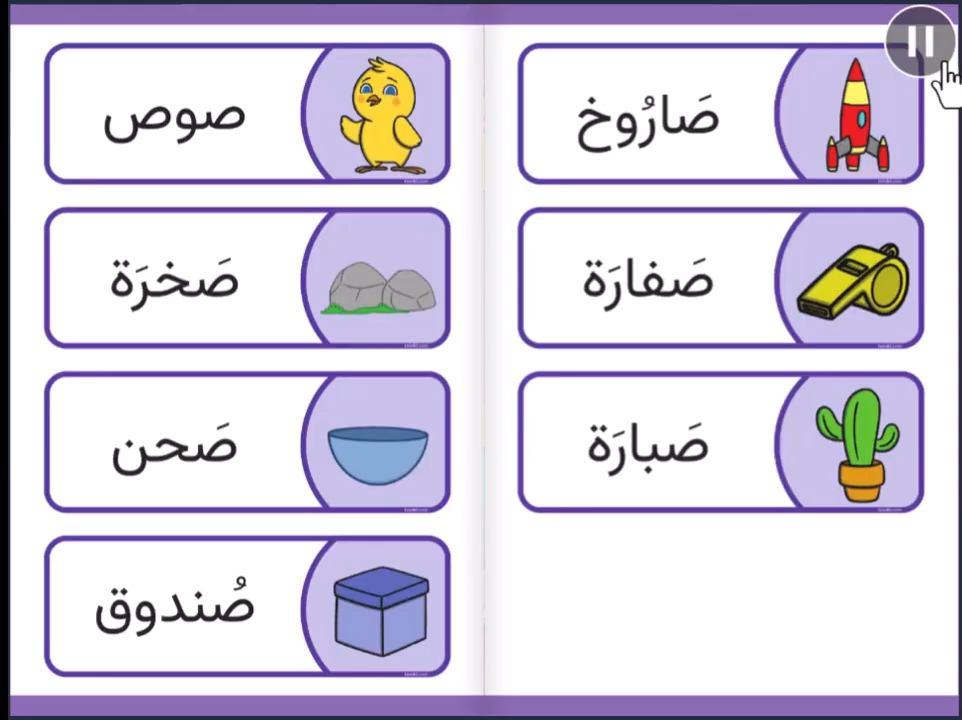 صَارُوخ
صَفارَة
صَبارَة
صوص
صَخرَة
صَحن
صُندوق